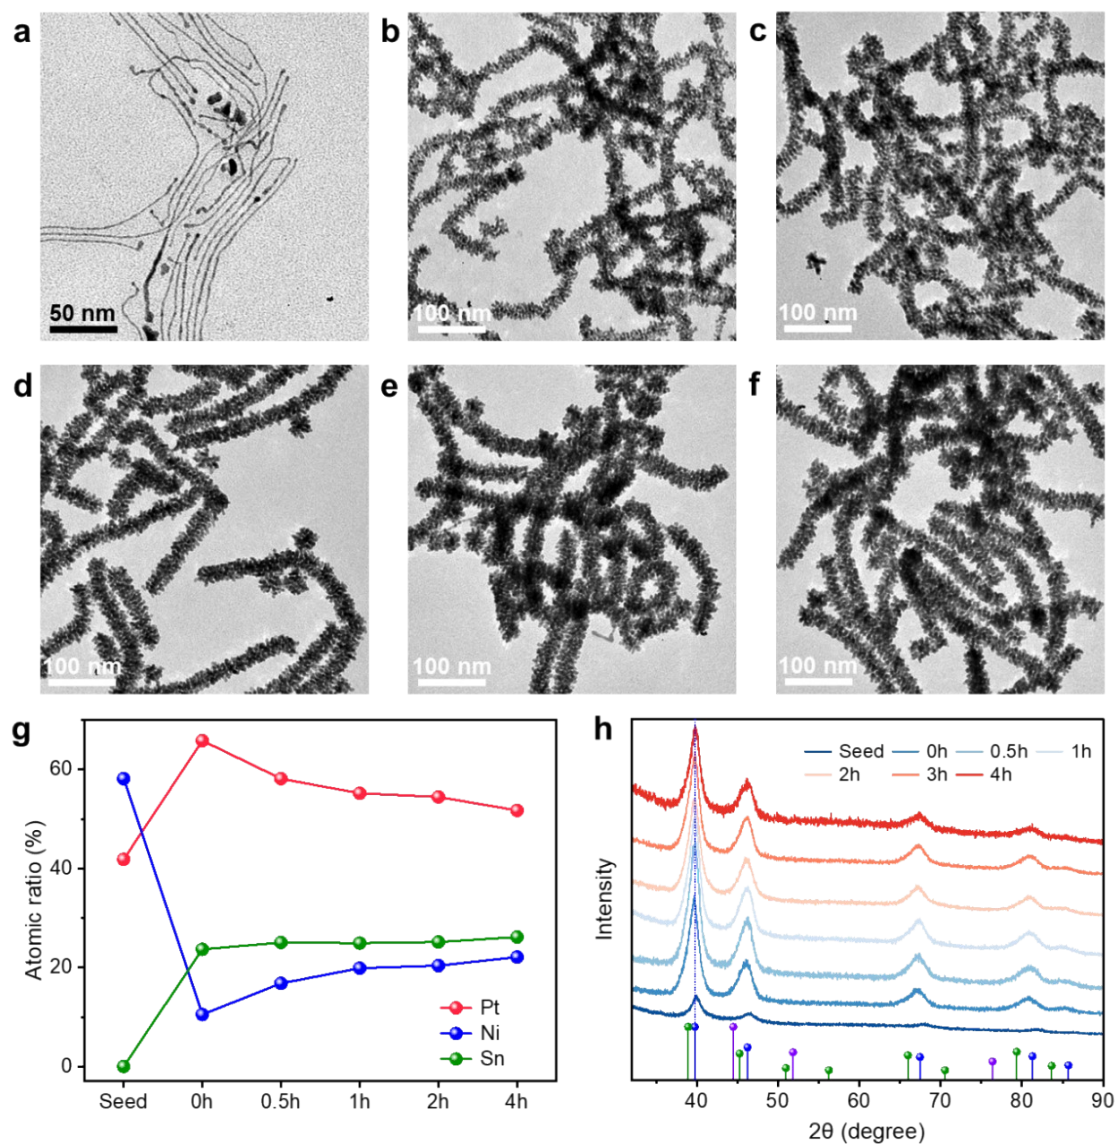 a
b
c
50 nm
100 nm
100 nm
d
e
f
100 nm
100 nm
100 nm
g
h
Atomic ratio (%)
60
40
20
0
Pt
Ni
Sn
Seed 0h 0.5h 1h 2h 4h
Intensity
Seed 0h 0.5h 1h
2h 3h 4h
40 50 60 70 80 90
2θ (degree)